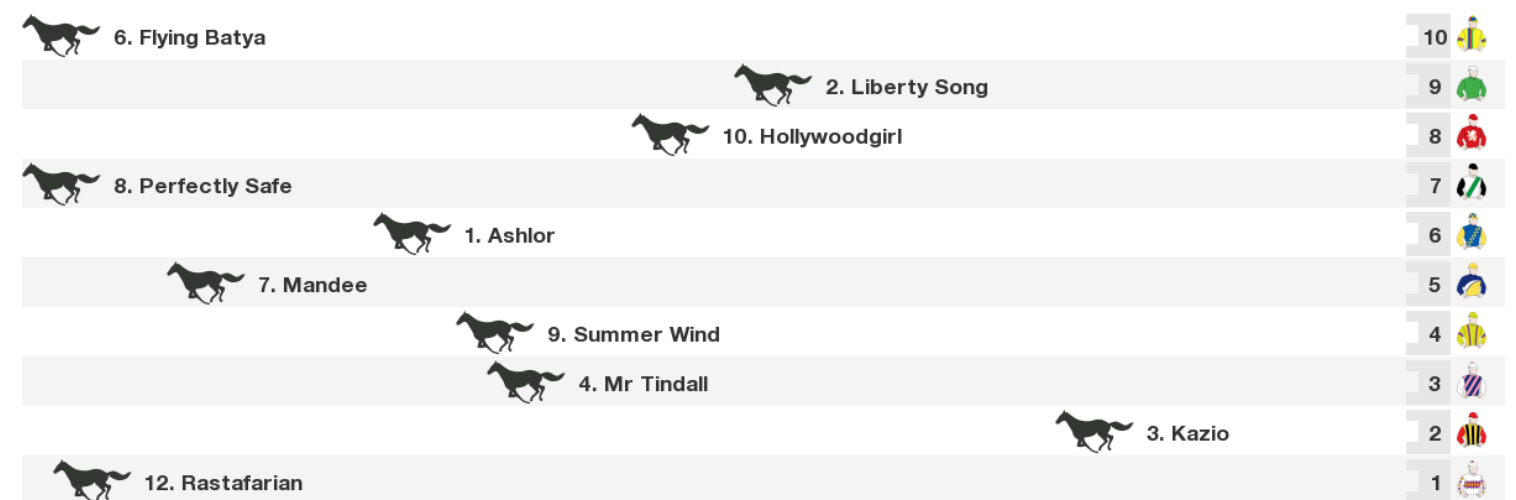 6. Flying Batya 10
2. Liberty Song 9
10. Hollywoodgirl 8
8. Perfectly Safe 7
1. Ashlor 6
7. Mandee 5
9. Summer Wind 4
4. Mr Tindall 3
3. Kazio 2
12. Rastafarian 1